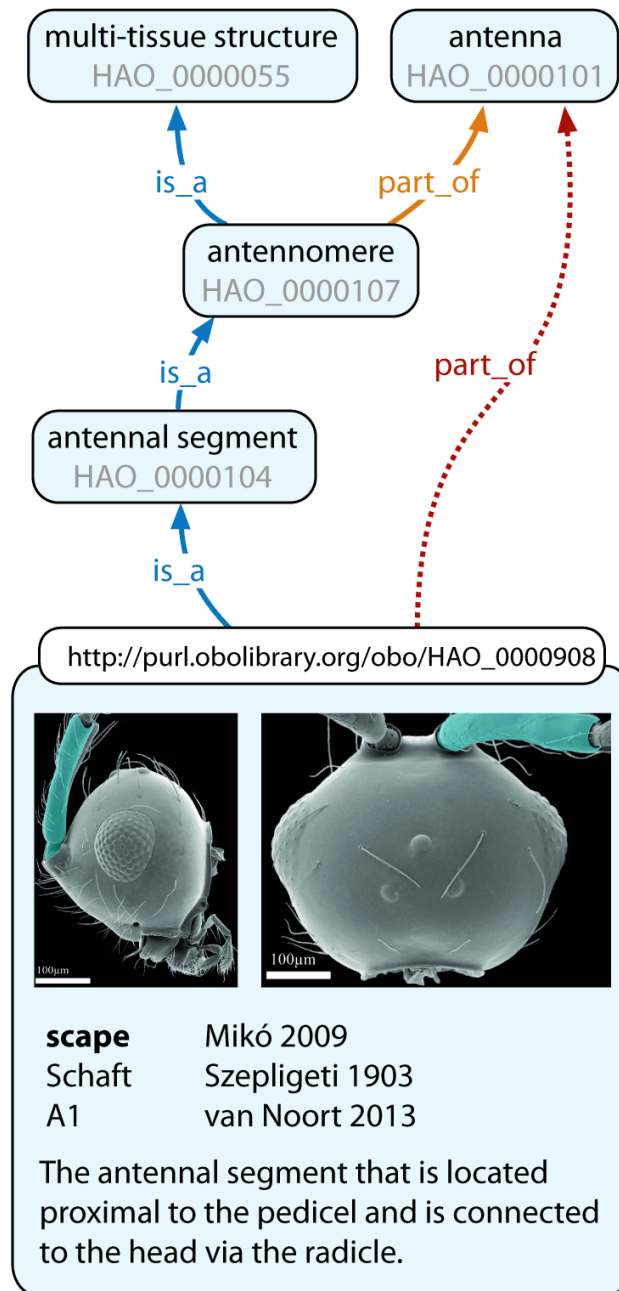 multi-tissue structure
HAO_0000055
antenna
HAO_0000101
is_a
part_of
antennomere
HAO_0000107
is_a
part_of
antennal segment
HAO_0000104
is_a
http://purl.obolibrary.org/obo/HAO_0000908
100µm
100µm
scape Mikó 2009
Schaft Szepligeti 1903
A1 van Noort 2013
The antennal segment that is located
proximal to the pedicel and is connected
to the head via the radicle.